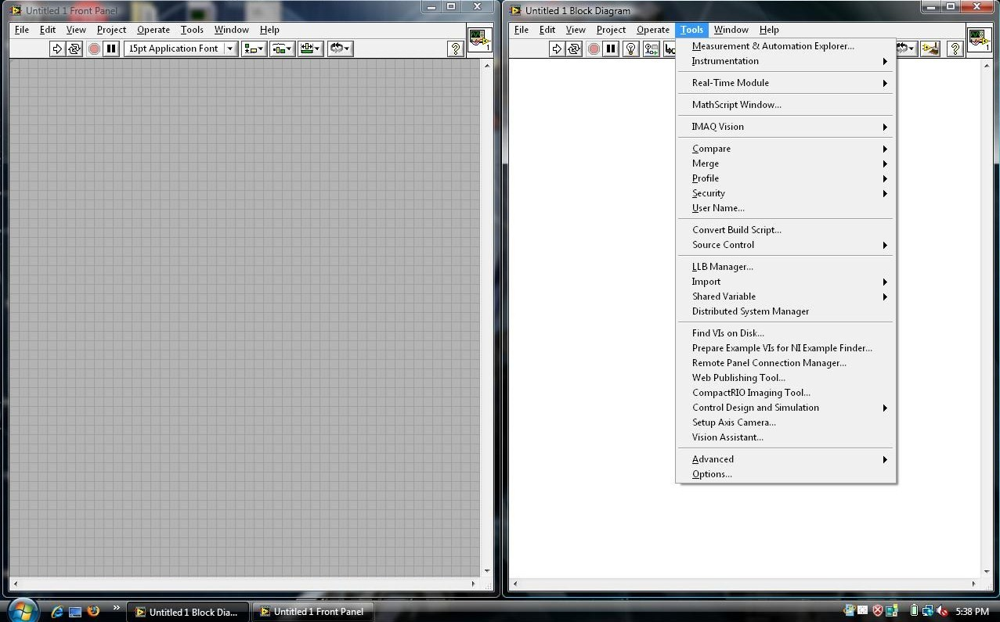 Untitled 1 Front Panel
File Edit View Project Operate Tools Window Help
15pt Application Font
Untitled 1 Block Diagram
File Edit View Project Operate Tools Window Help
Measurement & Automation Explorer...
Instrumentation
Real-Time Module
MathScript Window...
IMAQ Vision
Compare
Merge
Profile
Security
User Name...
Convert Build Script...
Source Control
LLB Manager...
Import
Shared Variable
Distributed System Manager
Find VIs on Disk...
Prepare Example VIs for NI Example Finder...
Remote Panel Connection Manager...
Web Publishing Tool...
CompactRIO Imaging Tool...
Control Design and Simulation
Setup Axis Camera...
Vision Assistant...
Advanced
Options...
Untitled 1 Block Dia... Untitled 1 Front Panel 5:38 PM